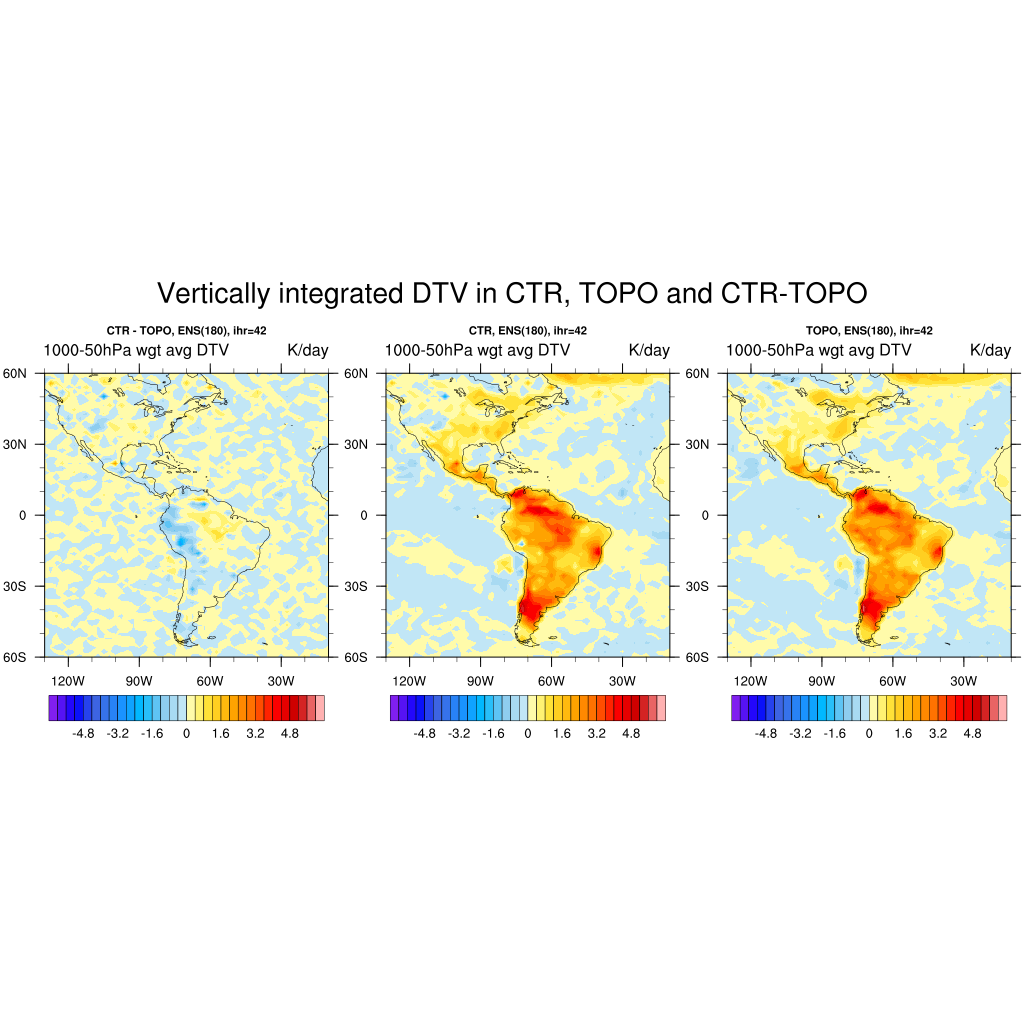 Vertically integrated DTV in CTR, TOPO and CTR-TOPO
CTR - TOPO, ENS(180), ihr=42
1000-50hPa wgt avg DTV K/day
60N
30N
0
30S
60S
120W 90W 60W 30W
-4.8 -3.2 -1.6 0 1.6 3.2 4.8
CTR, ENS(180), ihr=42
1000-50hPa wgt avg DTV K/day
60N
30N
0
30S
60S
120W 90W 60W 30W
-4.8 -3.2 -1.6 0 1.6 3.2 4.8
TOPO, ENS(180), ihr=42
1000-50hPa wgt avg DTV K/day
60N
30N
0
30S
60S
120W 90W 60W 30W
-4.8 -3.2 -1.6 0 1.6 3.2 4.8